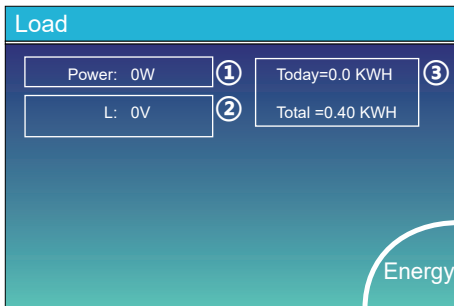 Load
Power: 0W ① Today=0.0 KWH ③
L: 0V ② Total =0.40 KWH
Energy